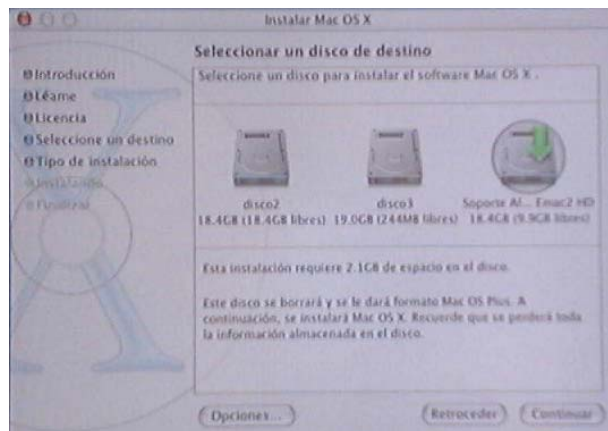 Instalar Mac OS X
Seleccionar un disco de destino
Introducción
Léame
Licencia
Seleccione un destino
Tipo de instalación
Instalando
Finalizar
Seleccione un disco para instalar el software Mac OS X .
disco2
18.4GB (18.4GB libres)
disco3
19.0GB (244MB libres)
Soporte Al... Emac2 HD
18.4GB (9.9GB libres)
Esta instalación requiere 2.1GB de espacio en el disco.
Este disco se borrará y se le dará formato Mac OS Plus. A
continuación, se instalará Mac OS X. Recuerde que se perderá toda
la información almacenada en el disco.
Opciones...
Retroceder
Continuar